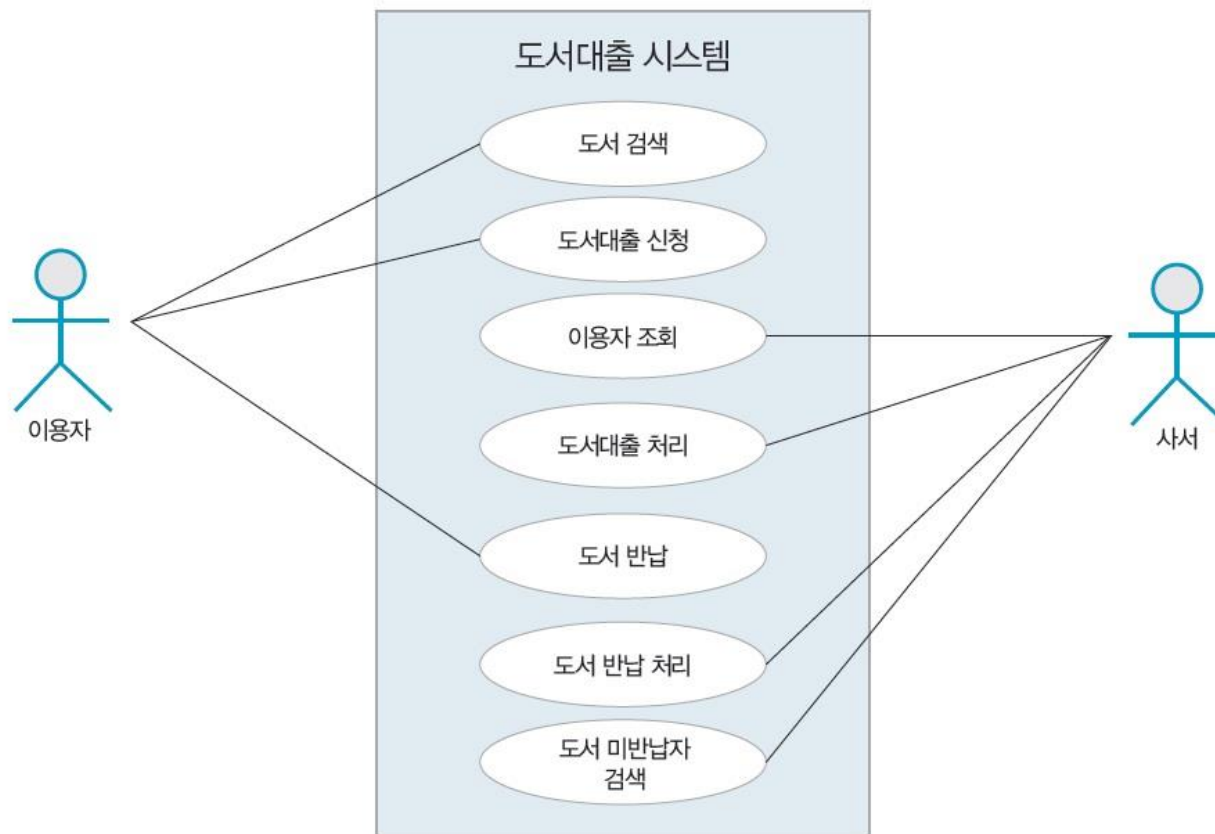 도서대출 시스템
도서 검색
도서대출 신청
이용자 조회
이용자
도서대출 처리
사서
도서 반납
도서 반납 처리
도서 미반납자
검색